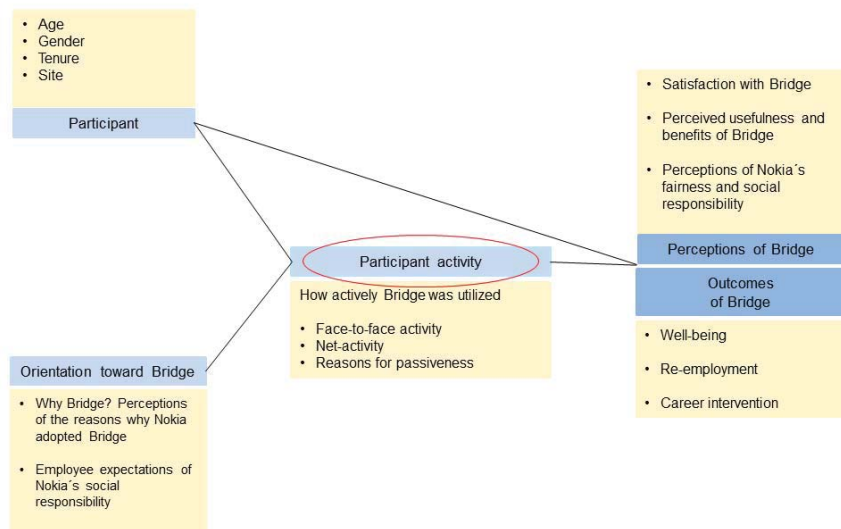 • Age
• Gender
• Tenure
• Site
Participant
Orientation toward Bridge
• Why Bridge? Perceptions
of the reasons why Nokia
adopted Bridge
• Employee expectations of
Nokia´s social
responsibility
Participant activity
How actively Bridge was utilized
• Face-to-face activity
• Net-activity
• Reasons for passiveness
• Satisfaction with Bridge
• Perceived usefulness and
benefits of Bridge
• Perceptions of Nokia´s
fairness and social
responsibility
Perceptions of Bridge
Outcomes
of Bridge
• Well-being
• Re-employment
• Career intervention